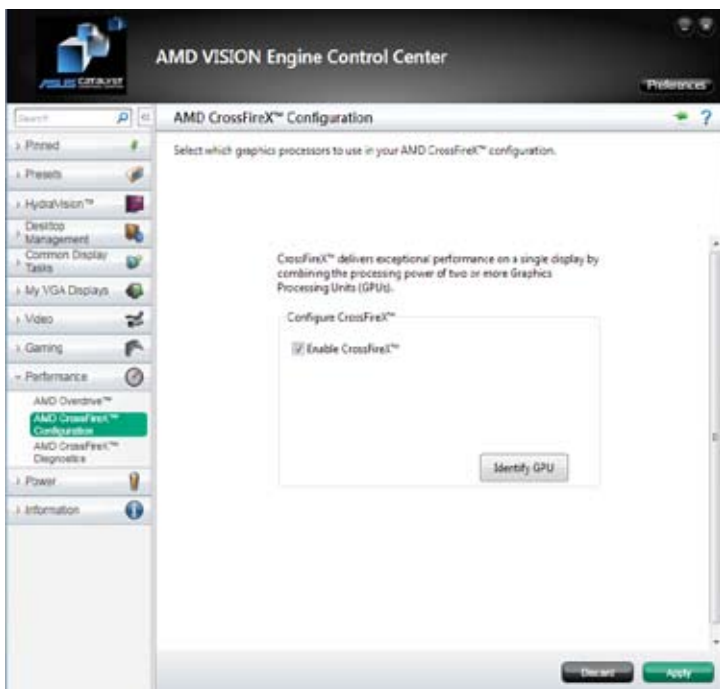 ASUS CATALYST
AMD VISION Engine Control Center
Preferences
Search
AMD CrossFireX™ Configuration
?
Pinned
Presets
HydraVision™
Desktop
Management
Common Display
Tasks
My VGA Displays
Video
Gaming
Performance
AMD Overdrive™
AMD CrossFireX™
Configuration
AMD CrossFireX™
Diagnostics
Power
Information
Select which graphics processors to use in your AMD CrossFireX™ configuration.
CrossFireX™ delivers exceptional performance on a single display by
combining the processing power of two or more Graphics
Processing Units (GPUs).
Configure CrossFireX™
Enable CrossFireX™
Identify GPU
Discard
Apply